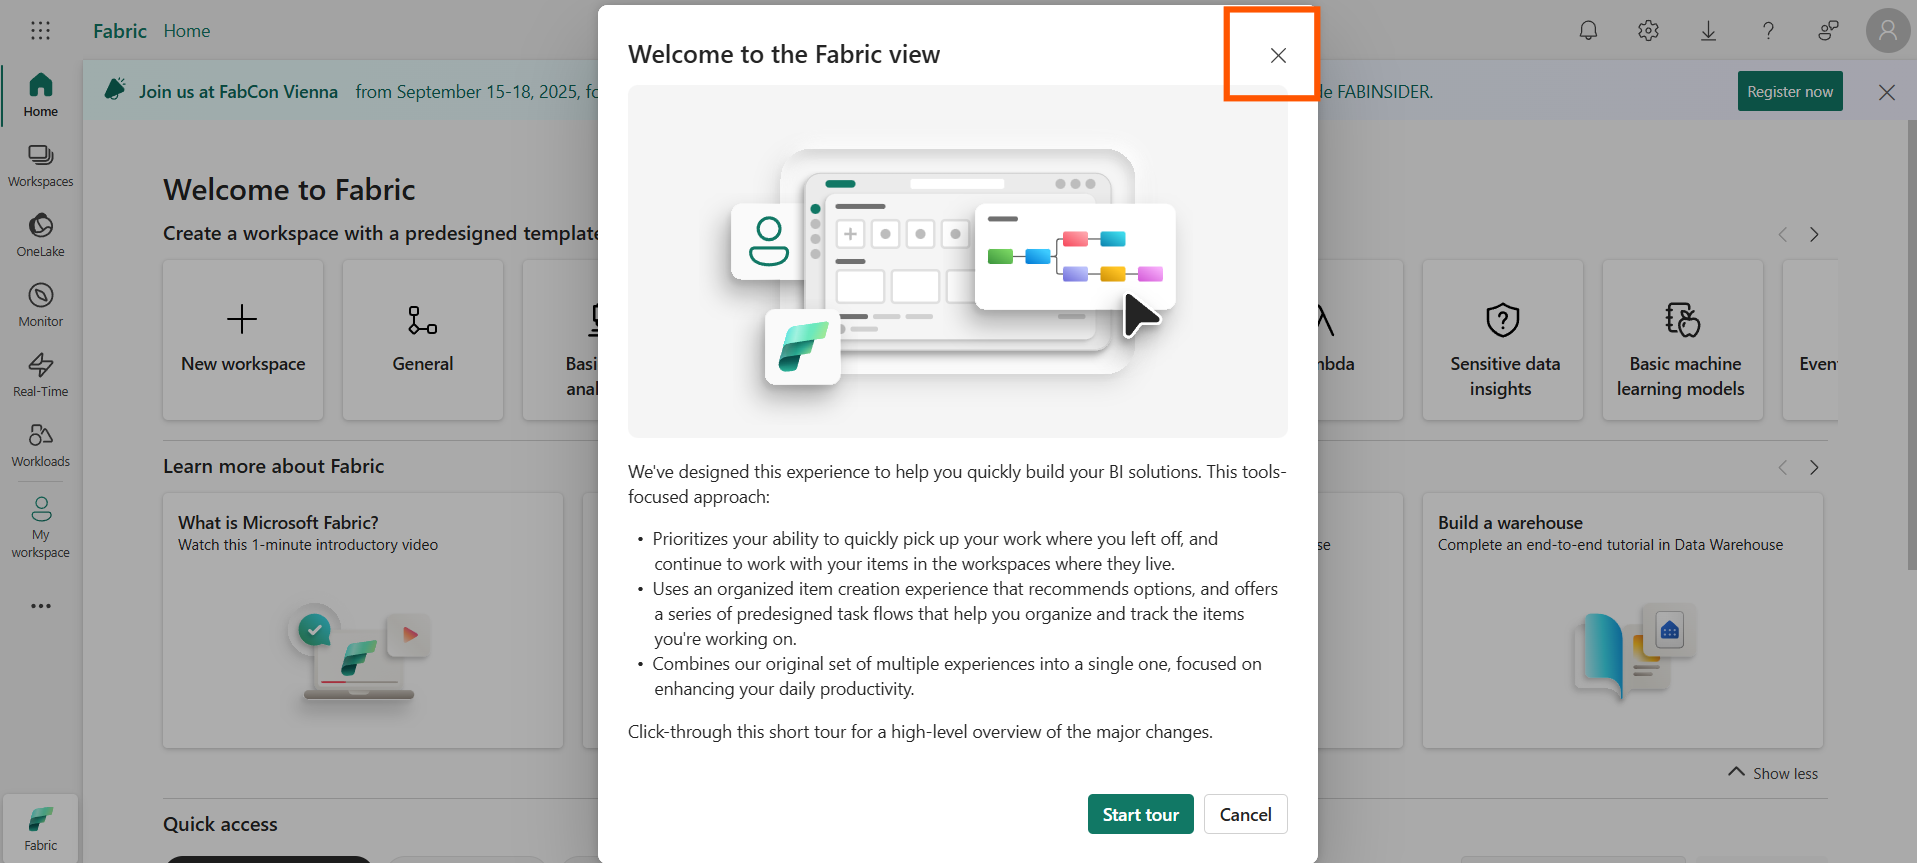 Fabric Home
Home
Workspaces
OneLake
Monitor
Real-Time
Workloads
My
workspace
Fabric
Join us at FabCon Vienna from September 15-18, 2025,
FABINSIDER.
Register now
Welcome to Fabric
Create a workspace with a predesigned template
New workspace
General
Sensitive data
insights
Basic machine
learning models
Learn more about Fabric
What is Microsoft Fabric?
Watch this 1-minute introductory video
Build a warehouse
Complete an end-to-end tutorial in Data Warehouse
Show less
Quick access
Welcome to the Fabric view
We've designed this experience to help you quickly build your BI solutions. This tools-
focused approach:
• Prioritizes your ability to quickly pick up your work where you left off, and
continue to work with your items in the workspaces where they live.
• Uses an organized item creation experience that recommends options, and offers
a series of predesigned task flows that help you organize and track the items
you're working on.
• Combines our original set of multiple experiences into a single one, focused on
enhancing your daily productivity.
Click-through this short tour for a high-level overview of the major changes.
Start tour
Cancel